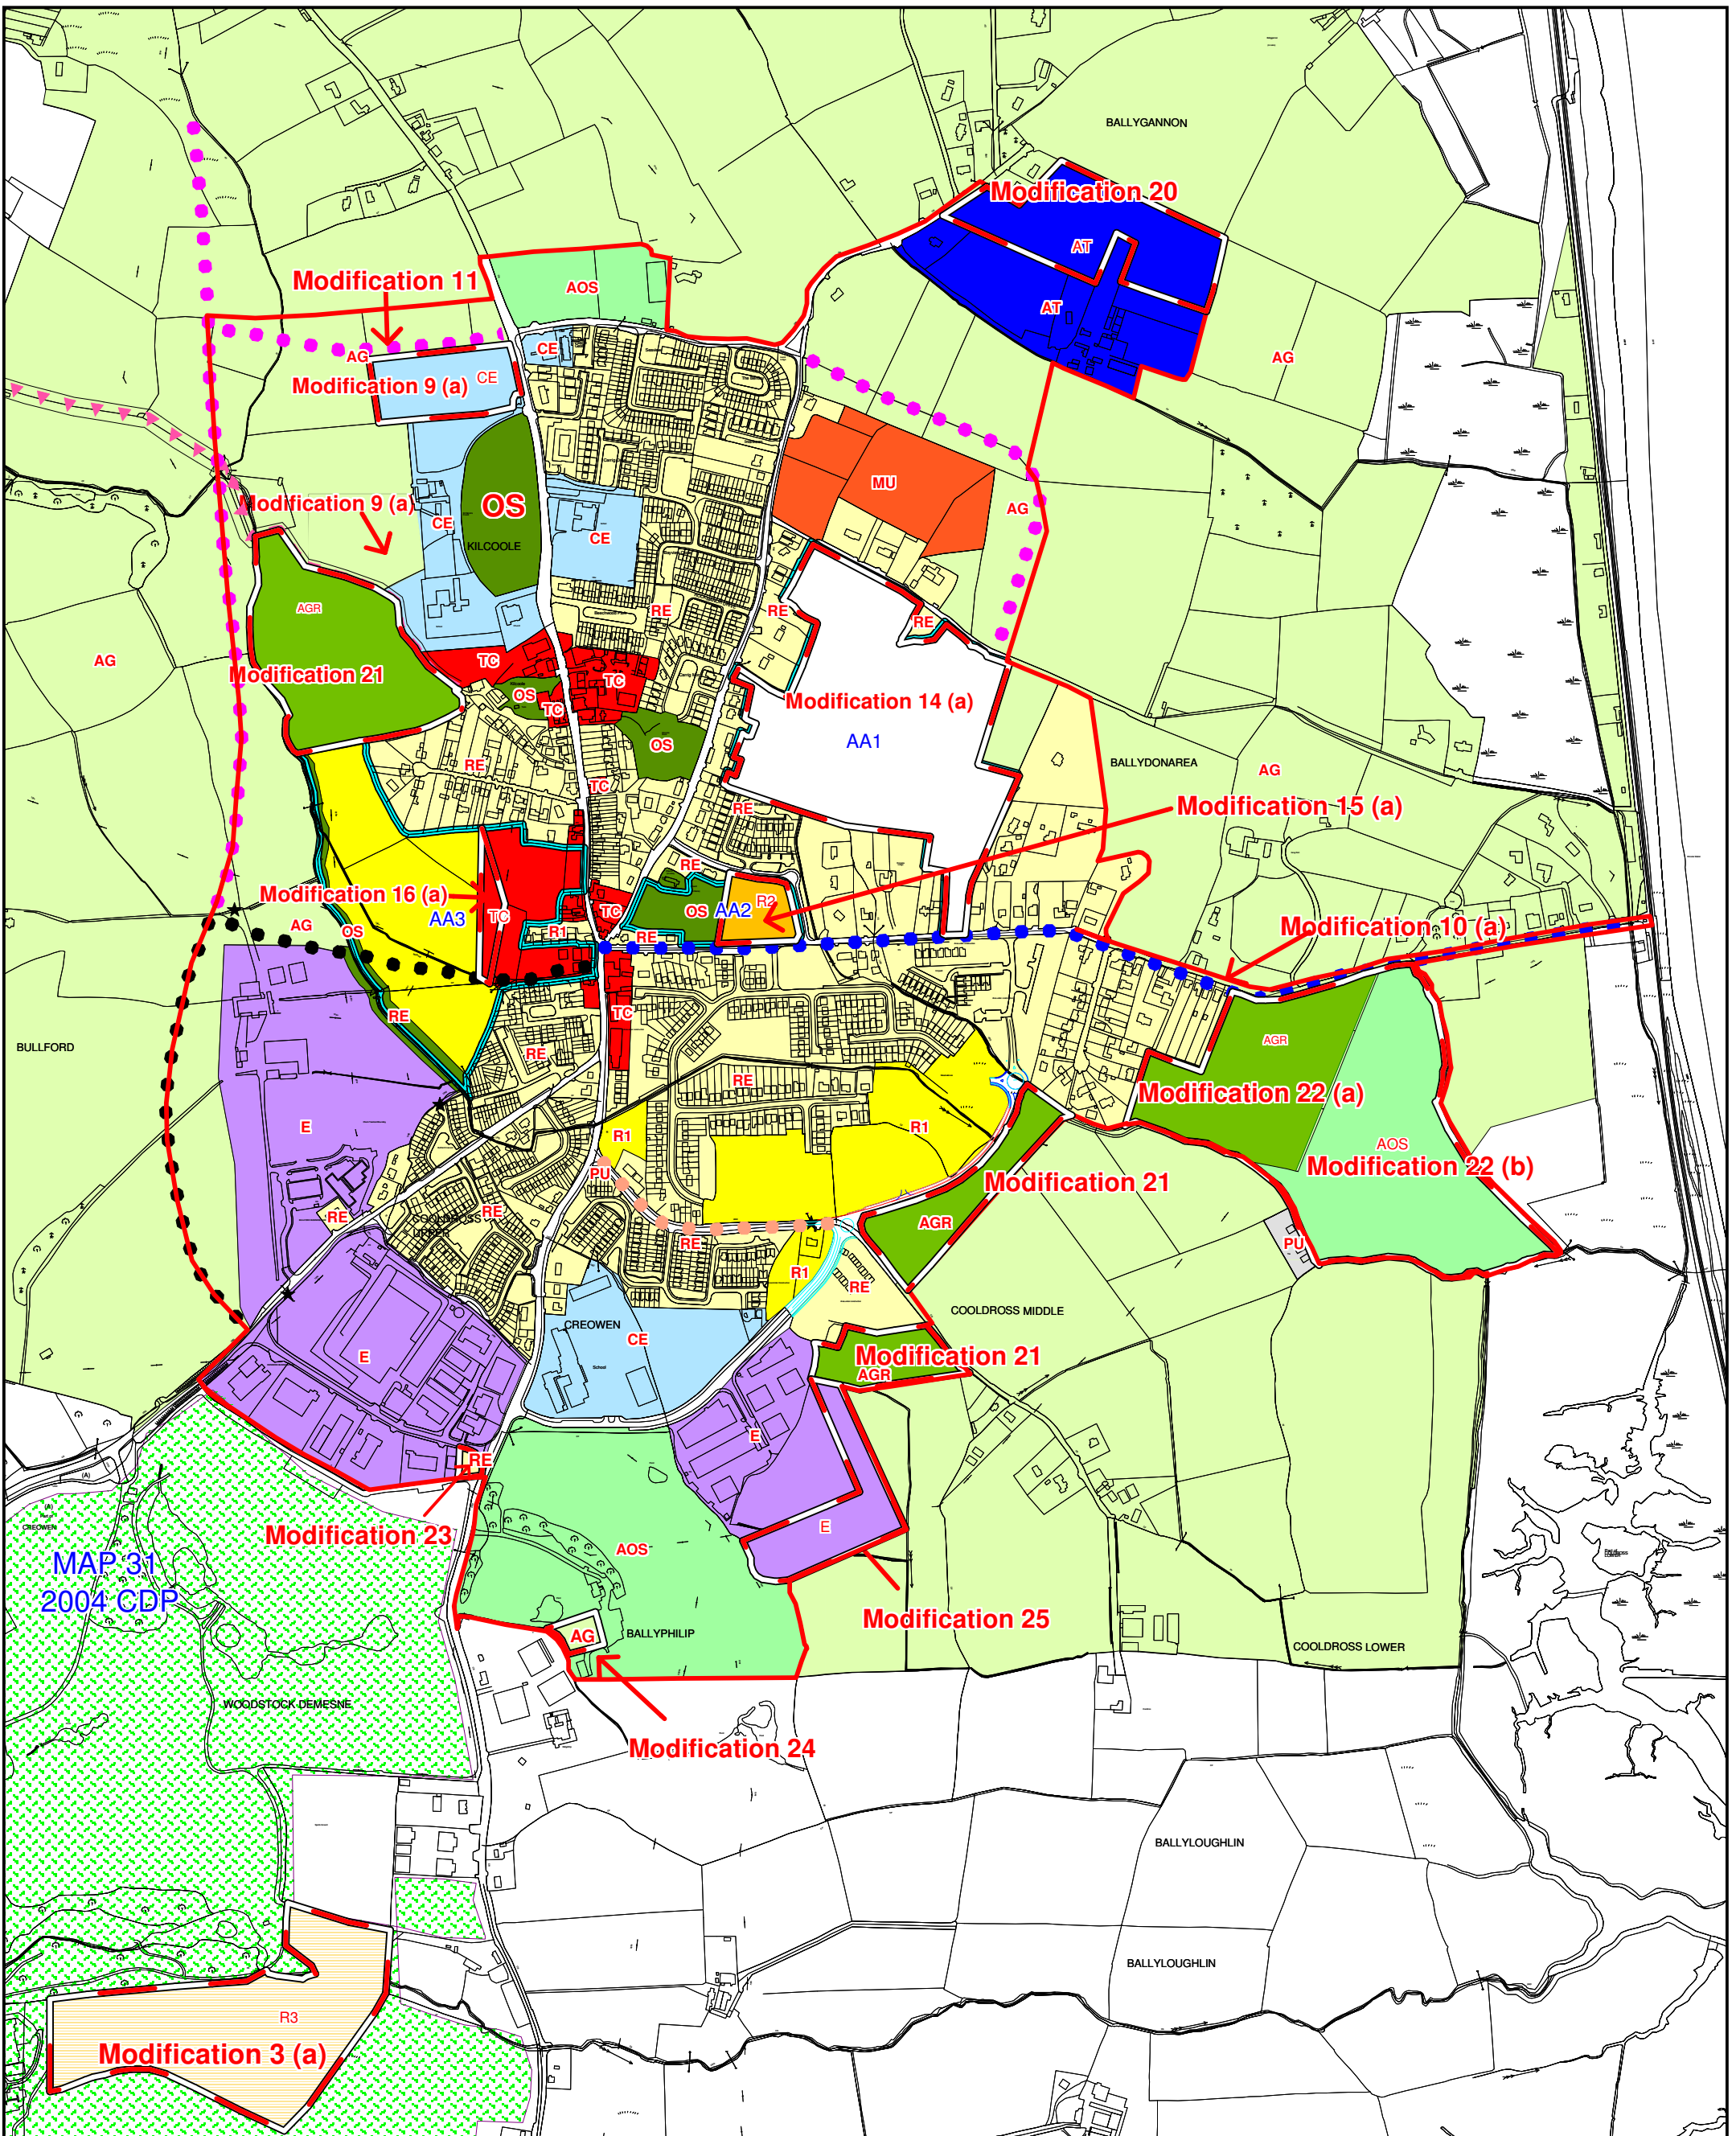 BALLYGANNON
Modification 20
AT
Modification 11
AOS
AT
CE
AG
AG
Modification 9 (a)
CE
MU
OS
Modification 9 (a)
CE
AG
CE
KILCOOLE
AGR
RE
RE
RE
AG
TC
Modification 21
TC
OS
Modification 14 (a)
TC
AA1
OS
BALLYDONAREA
RE
AG
TC
RE
Modification 15 (a)
RE
Modification 16 (a)
R2
TC
TC
OS
AA2
AA3
AG
OS
R1
RE
Modification 10 (a)
RE
TC
BULLFORD
RE
AGR
RE
Modification 22 (a)
E
R1
R1
AOS
Modification 22 (b)
PU
Modification 21
RE
RE
COOLDROSS
UPPER
AGR
RE
PU
R1
RE
COOLDROSS MIDDLE
CREOWEN
CE
E
School
Modification 21
AGR
E
RE
(A)
(A)
CREOWEN
Modification 23
E
AOS
MAP 31
2004 CDP
Modification 25
AG
BALLYPHILIP
COOLDROSS LOWER
WOODSTOCK DEMESNE
Modification 24
BALLYLOUGHLIN
BALLYLOUGHLIN
R3
Modification 3 (a)